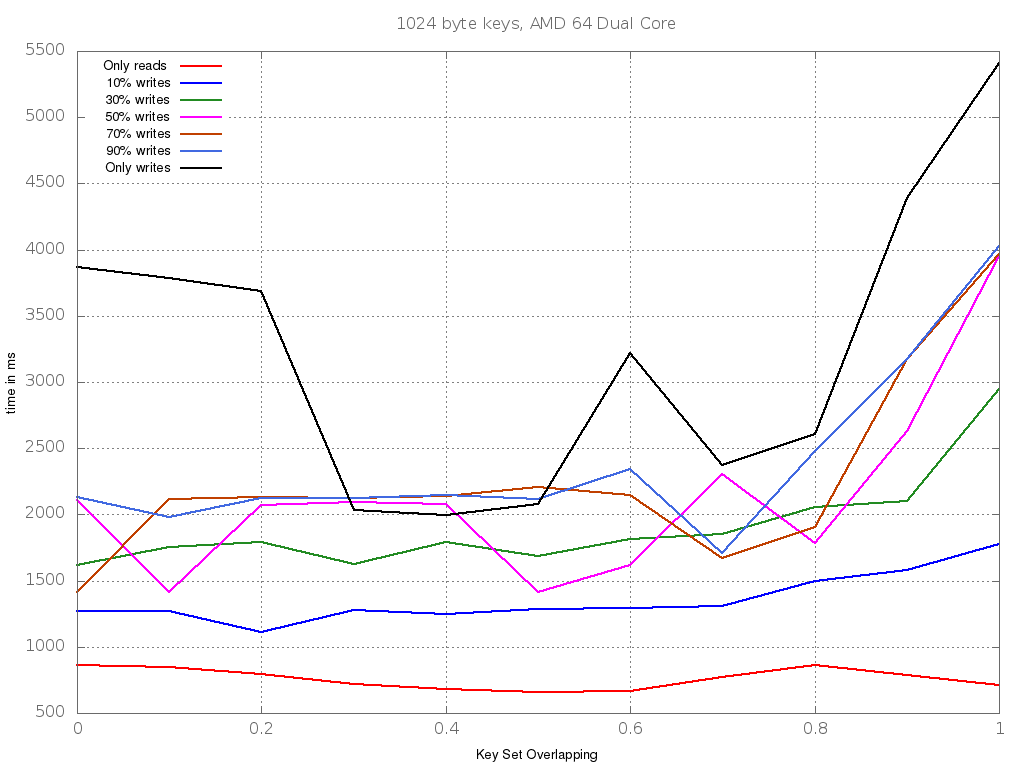 1024 byte keys, AMD 64 Dual Core
5500
5000
4500
4000
3500
3000
2500
2000
1500
1000
500
time in ms
Only reads
10% writes
30% writes
50% writes
70% writes
90% writes
Only writes
0 0.2 0.4 0.6 0.8 1
Key Set Overlapping